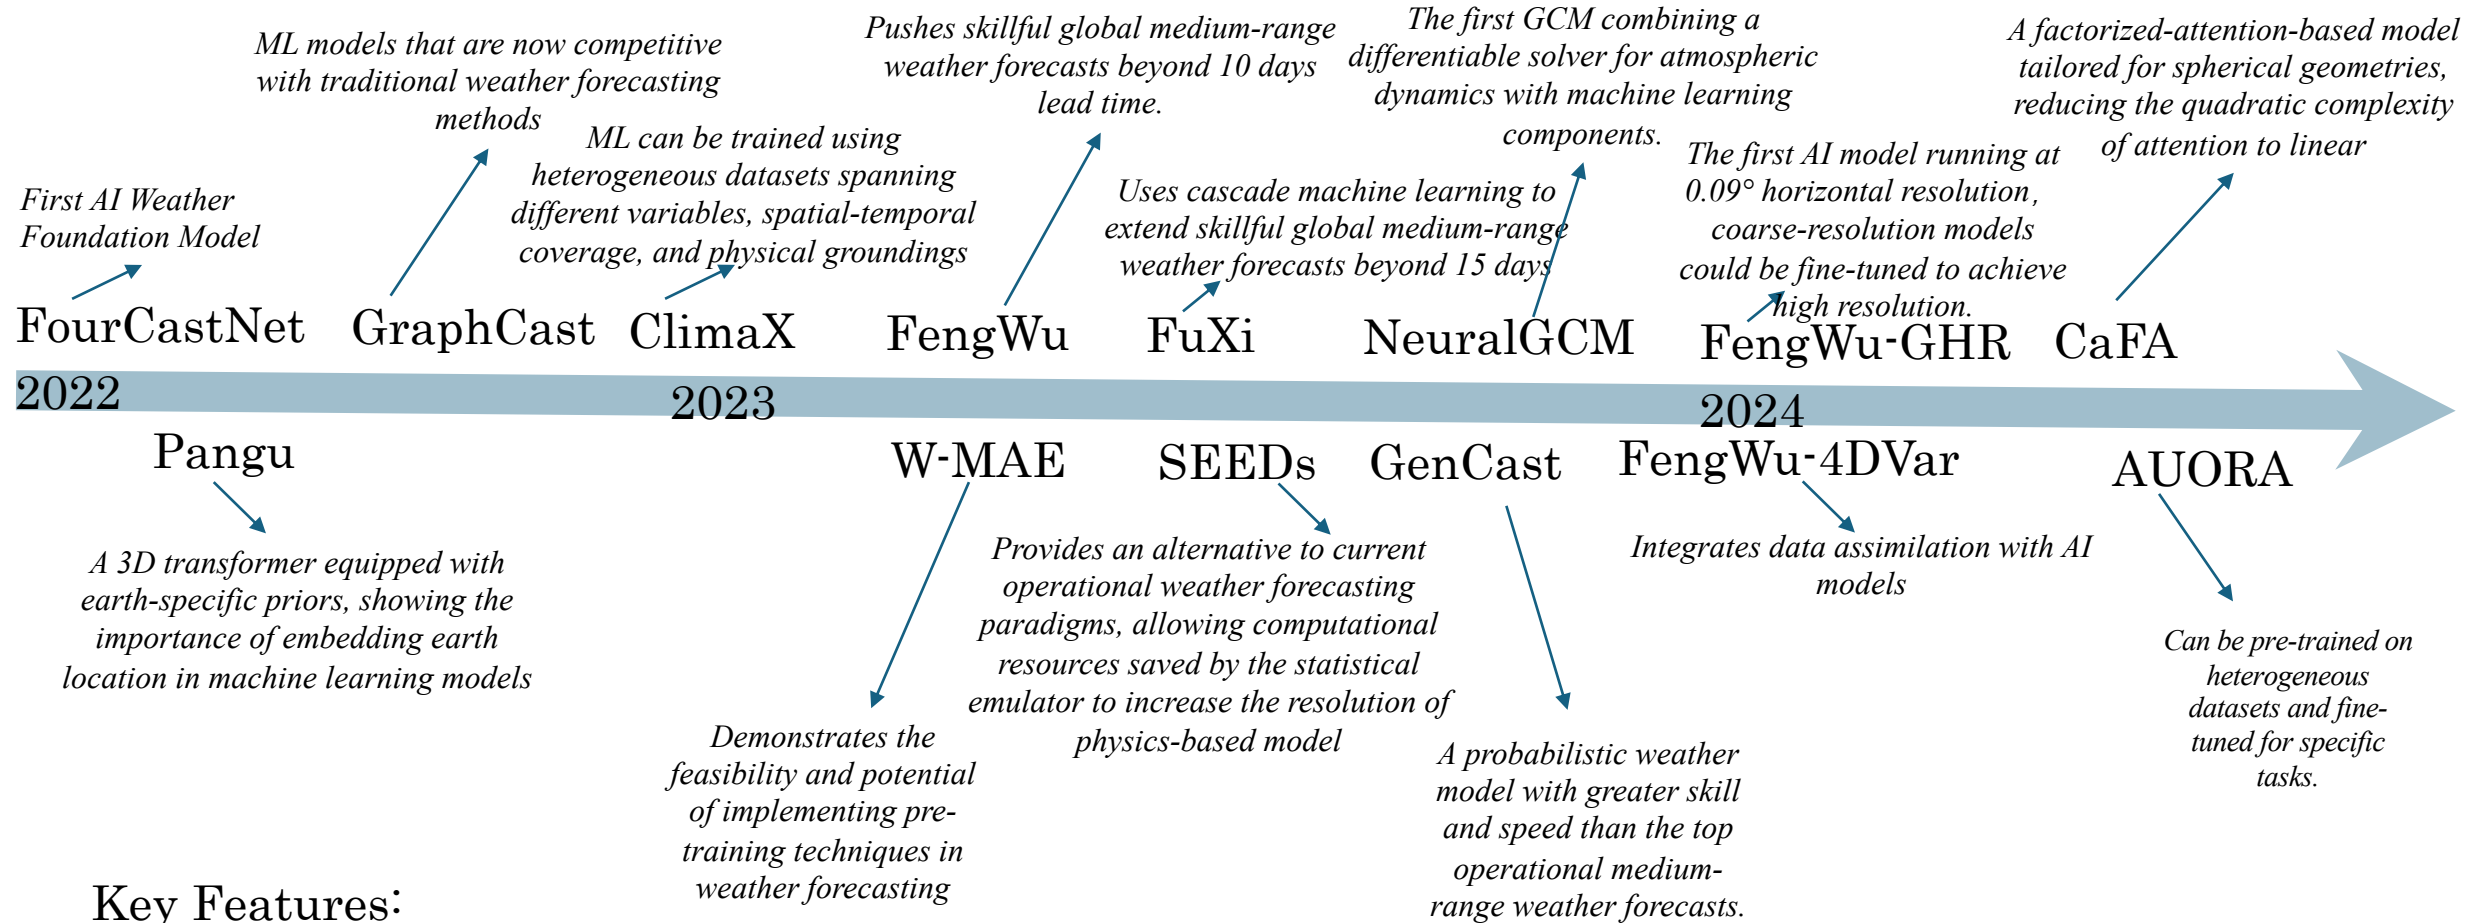 ML models that are now competitive
with traditional weather forecasting
methods
Pushes skillful global medium-range
weather forecasts beyond 10 days
lead time.
The first GCM combining a
differentiable solver for atmospheric
dynamics with machine learning
components.
A factorized-attention-based model
tailored for spherical geometries,
reducing the quadratic complexity
of attention to linear
First AI Weather
Foundation Model
ML can be trained using
heterogeneous datasets spanning
different variables, spatial-temporal
coverage, and physical groundings
Uses cascade machine learning to
extend skillful global medium-range
weather forecasts beyond 15 days
The first AI model running at
0.09° horizontal resolution,
coarse-resolution models
could be fine-tuned to achieve
high resolution.
FourCastNet
GraphCast
ClimaX
FengWu
FuXi
NeuralGCM
FengWu-GHR
CaFA
2022
2023
2024
Pangu
W-MAE
SEEDs
GenCast
FengWu-4DVar
AUORA
A 3D transformer equipped with
earth-specific priors, showing the
importance of embedding earth
location in machine learning models
Demonstrates the
feasibility and potential
of implementing pre-
training techniques in
weather forecasting
Provides an alternative to current
operational weather forecasting
paradigms, allowing computational
resources saved by the statistical
emulator to increase the resolution of
physics-based model
A probabilistic weather
model with greater skill
and speed than the top
operational medium-
range weather forecasts.
Integrates data assimilation with AI
models
Can be pre-trained on
heterogeneous
datasets and fine-
tuned for specific
tasks.
Key Features: